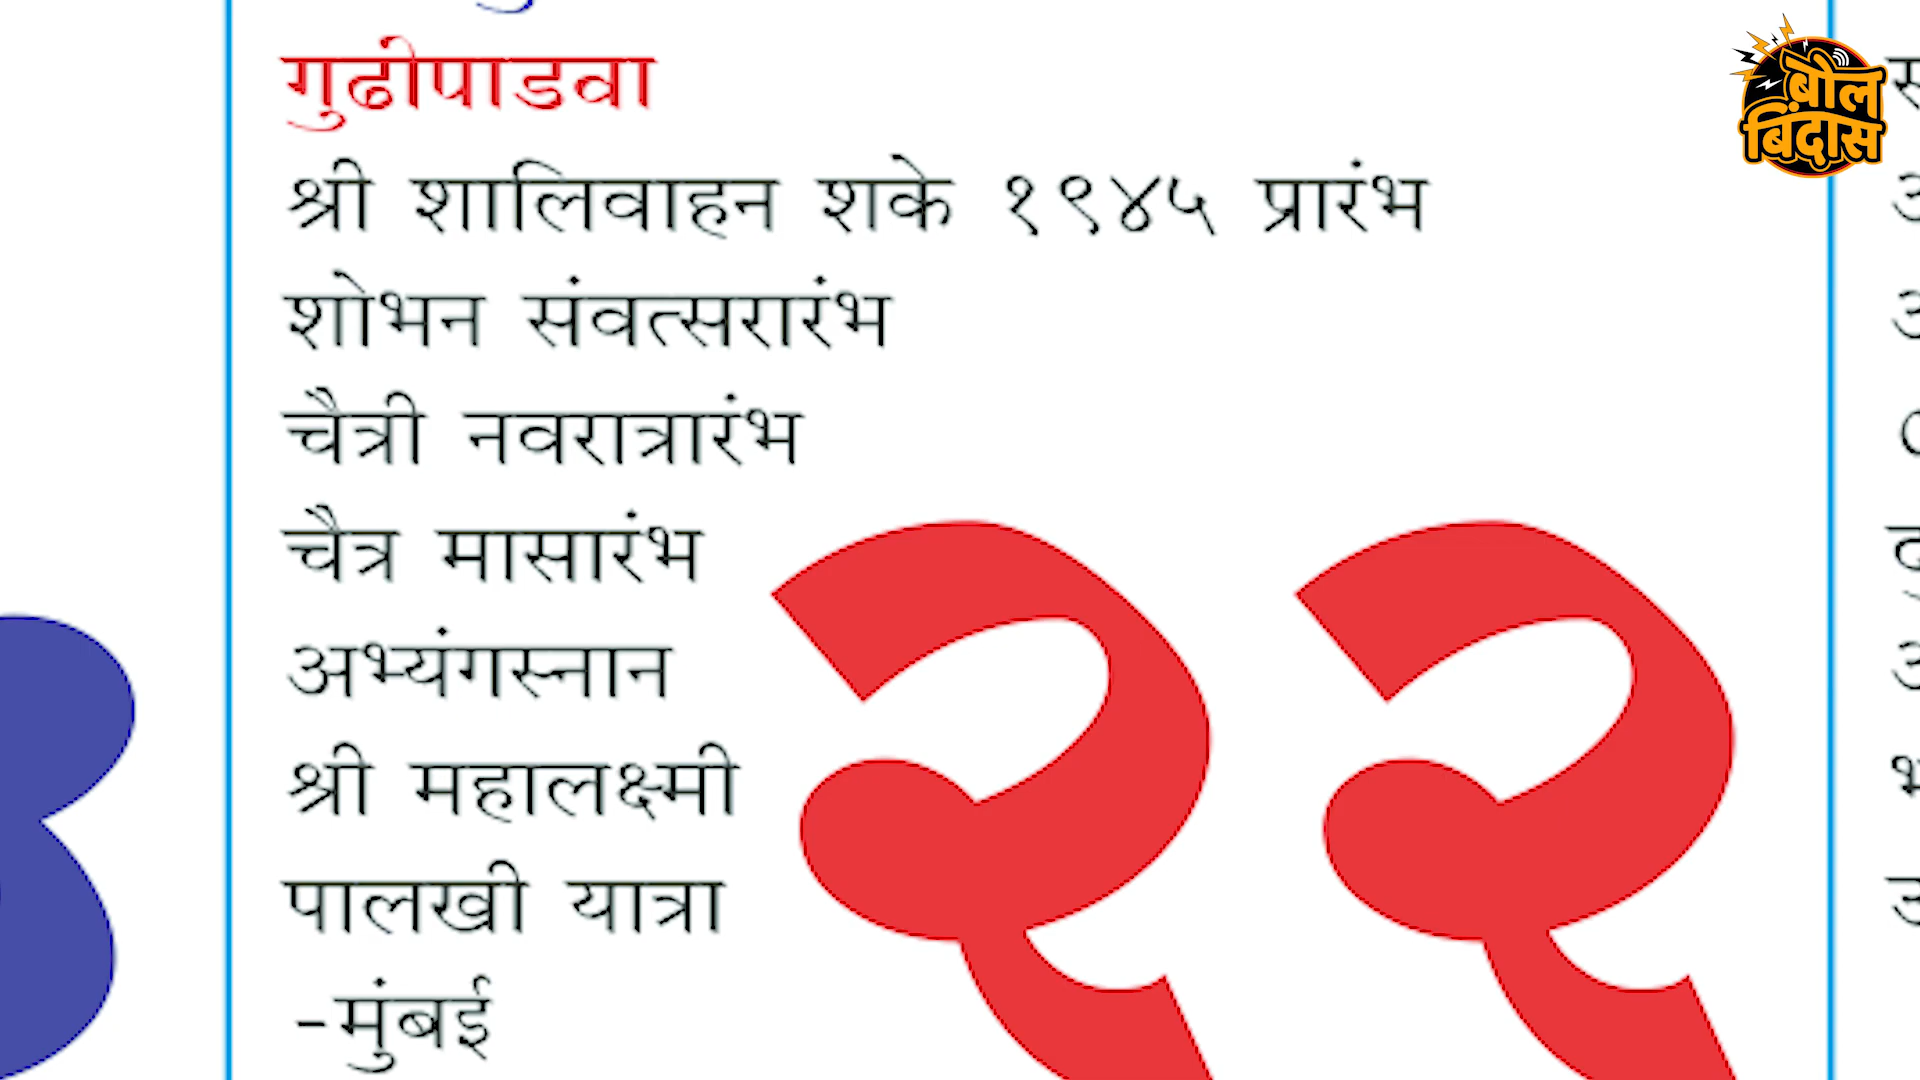 गुढीपाडवा
श्री शालिवाहन शके १९४५ प्रारंभ
शोभन संवत्सरारंभ
चैत्री नवरात्रारंभ
चैत्र मासारंभ
अभ्यंगस्नान
श्री महालक्ष्मी
पालखी यात्रा
-मुंबई
२२
बोल
बिंदास